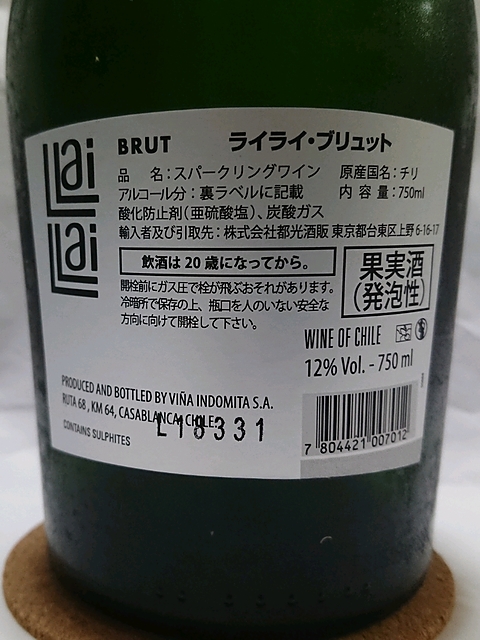 Llai
Llai
BRUT ライライ・ブリュット
品 名:スパークリングワイン 原産国名:チリ
アルコール分:裏ラベルに記載 内容量:750ml
酸化防止剤(亜硫酸塩)、炭酸ガス
輸入者及び引取先:株式会社都光酒販 東京都台東区上野6-16-17
飲酒は20歳になってから。
開栓前にガス圧で栓が飛ぶおそれがあります。
冷暗所で保存の上、瓶口を人のいない安全な
方向に向けて開栓して下さい。
果実酒
(発泡性)
WINE OF CHILE
12% Vol. - 750 ml
PRODUCED AND BOTTLED BY VIÑA INDOMITA S.A.
RUTA 68, KM 64, CASABLANCA, CHILE.
CONTAINS SULPHITES
L18331
7 804421 007012